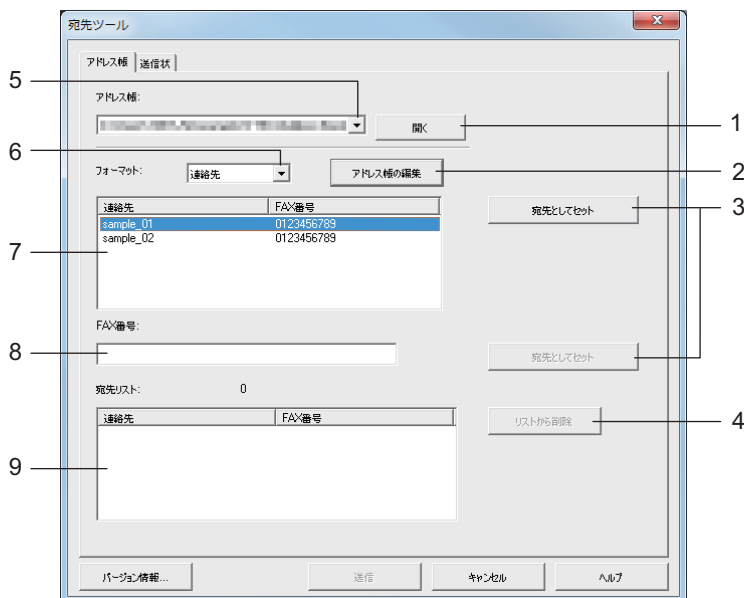 宛先ツール
アドレス帳 送信状
5
アドレス帳:
開く
1
6
フォーマット: 連絡先
アドレス帳の編集
2
連絡先 FAX番号
宛先としてセット
3
sample_01 0123456789
sample_02 0123456789
7
FAX番号:
8
宛先としてセット
宛先リスト: 0
連絡先 FAX番号
リストから削除
4
9
バージョン情報... 送信 キャンセル ヘルプ